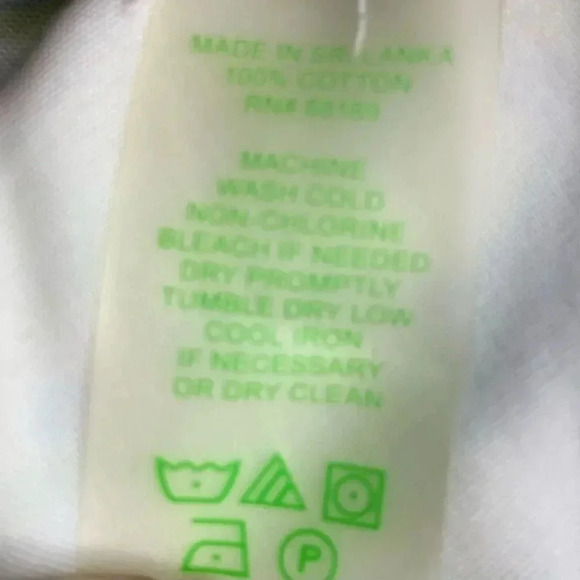 MADE IN SRI LANKA
100% COTTON
RN#
MACHINE
WASH COLD
NON-CHLORINE
BLEACH IF NEEDED
DRY PROMPTLY
TUMBLE DRY LOW
COOL IRON
IF NECESSARY
OR DRY CLEAN
P